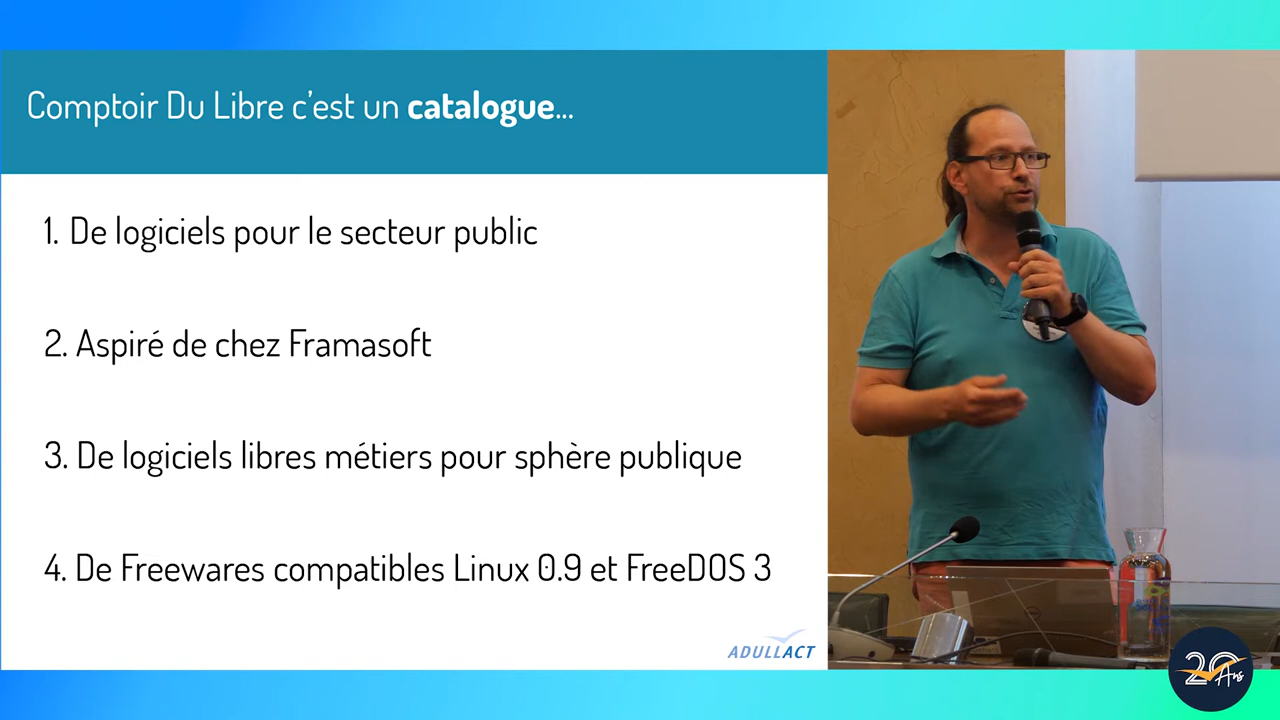 Comptoir Du Libre c'est un catalogue...
1. De logiciels pour le secteur public
2. Aspiré de chez Framasoft
3. De logiciels libres métiers pour sphère publique
4. De Freewares compatibles Linux 0.9 et FreeDOS 3
ADULLACT
20 Ans